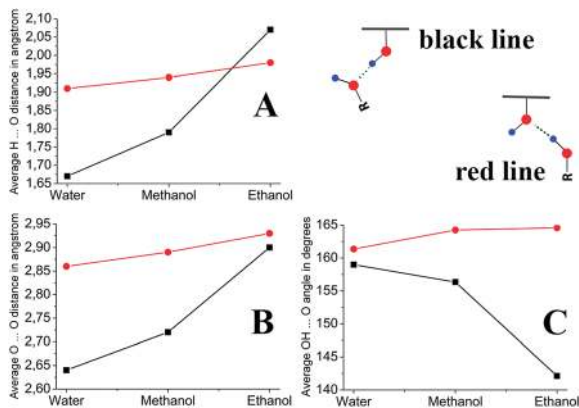 Average H ... O distance in angstrom
2,10
2,05
2,00
1,95
1,90
1,85
1,80
1,75
1,70
1,65
Water
Methanol
Ethanol
A
black line
R
red line
R
Average O ... O distance in angstrom
2,95
2,90
2,85
2,80
2,75
2,70
2,65
2,60
Water
Methanol
Ethanol
B
Average OH ... O angle in degrees
165
160
155
150
145
140
Water
Methanol
Ethanol
C